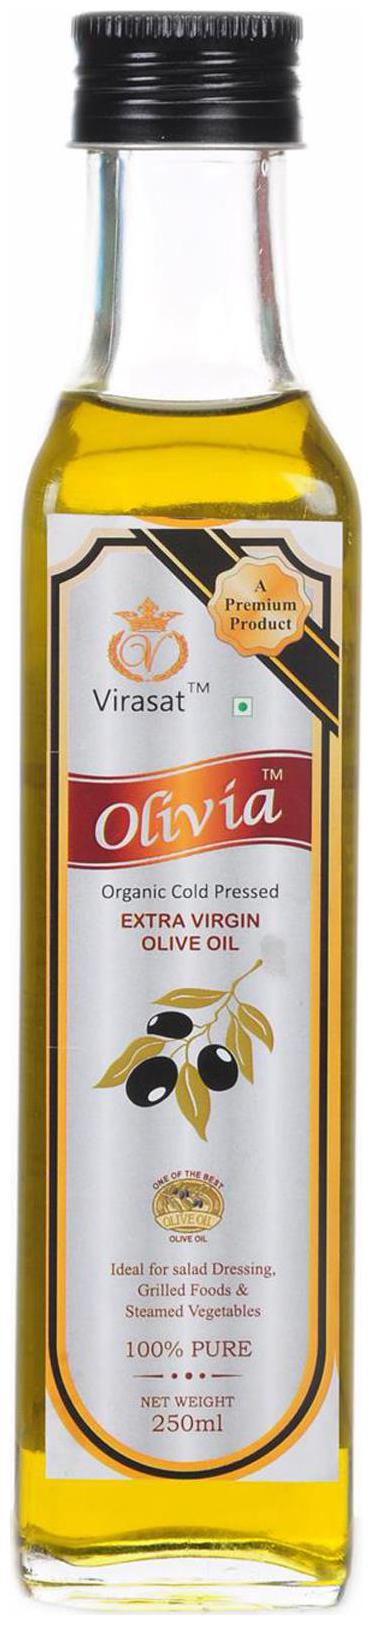 A
Premium
Product
V
Virasat™
Olivia™
Organic Cold Pressed
EXTRA VIRGIN
OLIVE OIL
ONE OF THE BEST
OLIVE OIL
OLIVE OIL
Ideal for salad Dressing,
Grilled Foods &
Steamed Vegetables
100% PURE
NET WEIGHT
250ml